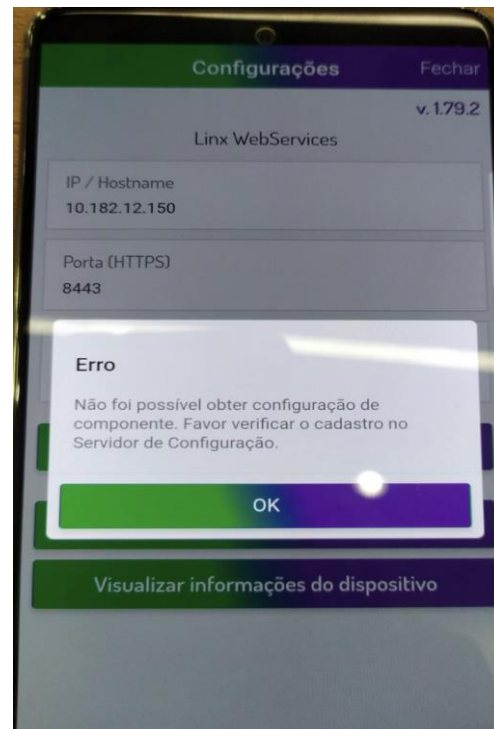 Configurações
Fechar
v. 1.79.2
Linx WebServices
IP / Hostname
10.182.12.150
Porta (HTTPS)
8443
Erro
Não foi possível obter configuração de
componente. Favor verificar o cadastro no
Servidor de Configuração.
OK
Visualizar informações do dispositivo